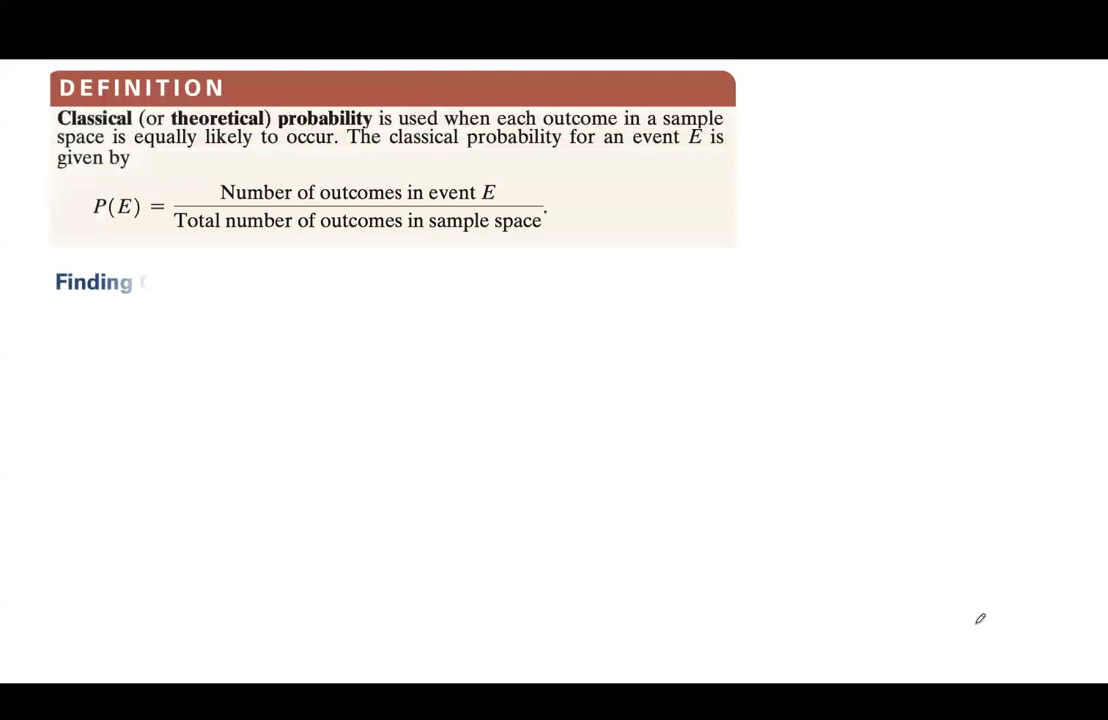 DEFINITION
Classical (or theoretical) probability is used when each outcome in a sample
space is equally likely to occur. The classical probability for an event E is
given by
P(E) = Number of outcomes in event E / Total number of outcomes in sample space.
Finding